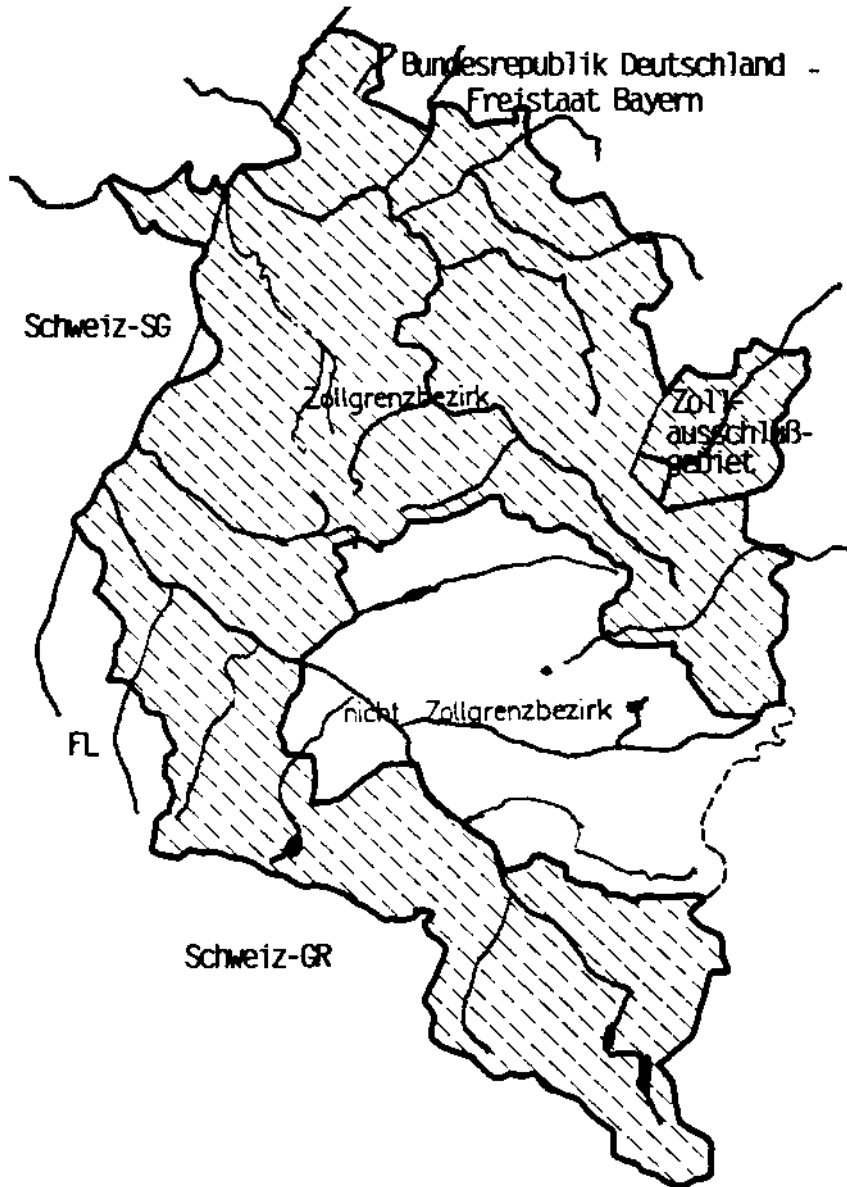 Bundesrepublik Deutschland -
Freistaat Bayern
Schweiz-SG
Zollgrenzbezirk
Zoll-
ausschluß-
gebiet
nicht Zollgrenzbezirk
FL
Schweiz-GR